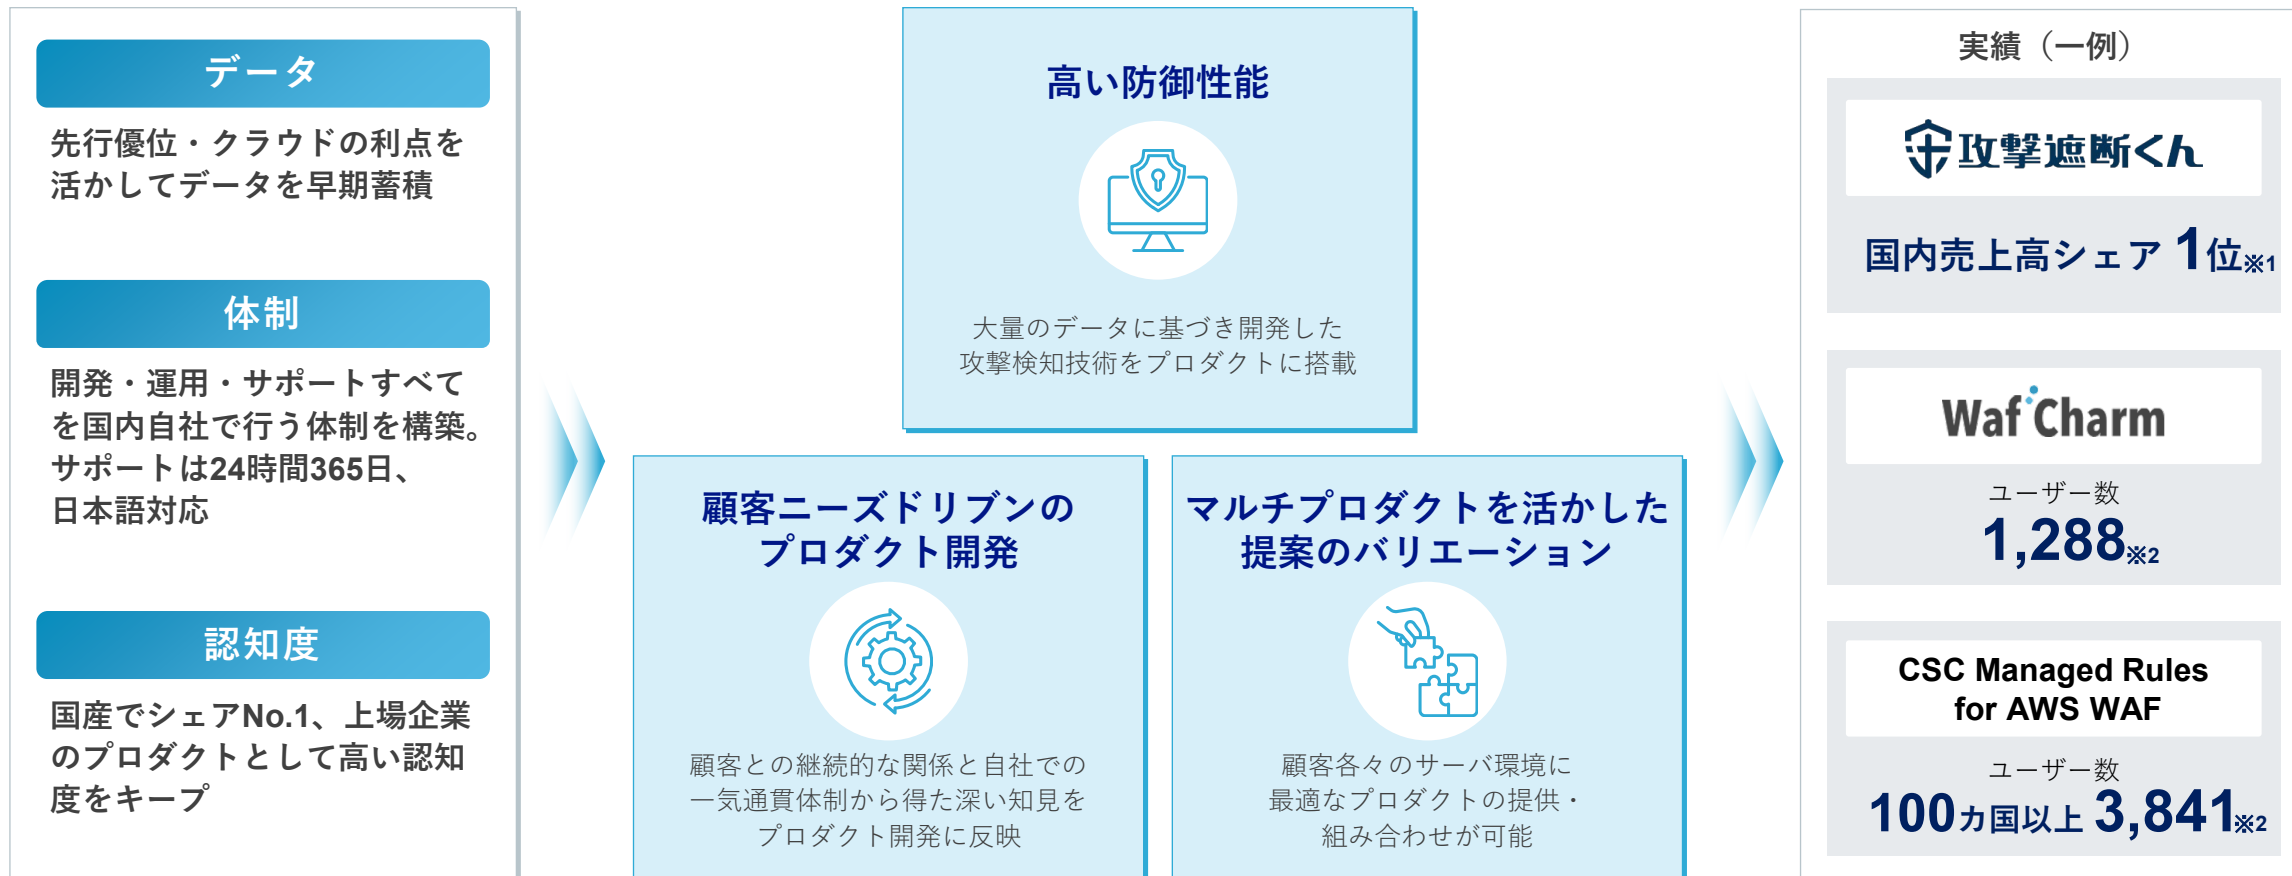 データ
先行優位・クラウドの利点を
活かしてデータを早期蓄積
体制
開発・運用・サポートすべて
を国内自社で行う体制を構築。
サポートは24時間365日、
日本語対応
認知度
国産でシェアNo.1、上場企業
のプロダクトとして高い認知
度をキープ
高い防御性能
大量のデータに基づき開発した
攻撃検知技術をプロダクトに搭載
顧客ニーズドリブンの
プロダクト開発
顧客との継続的な関係と自社での
一気通貫体制から得た深い知見を
プロダクト開発に反映
マルチプロダクトを活かした
提案のバリエーション
顧客各々のサーバ環境に
最適なプロダクトの提供・
組み合わせが可能
実績（一例）
攻撃遮断くん
国内売上高シェア 1位※1
WafCharm
ユーザー数
1,288※2
CSC Managed Rules
for AWS WAF
ユーザー数
100カ国以上 3,841※2